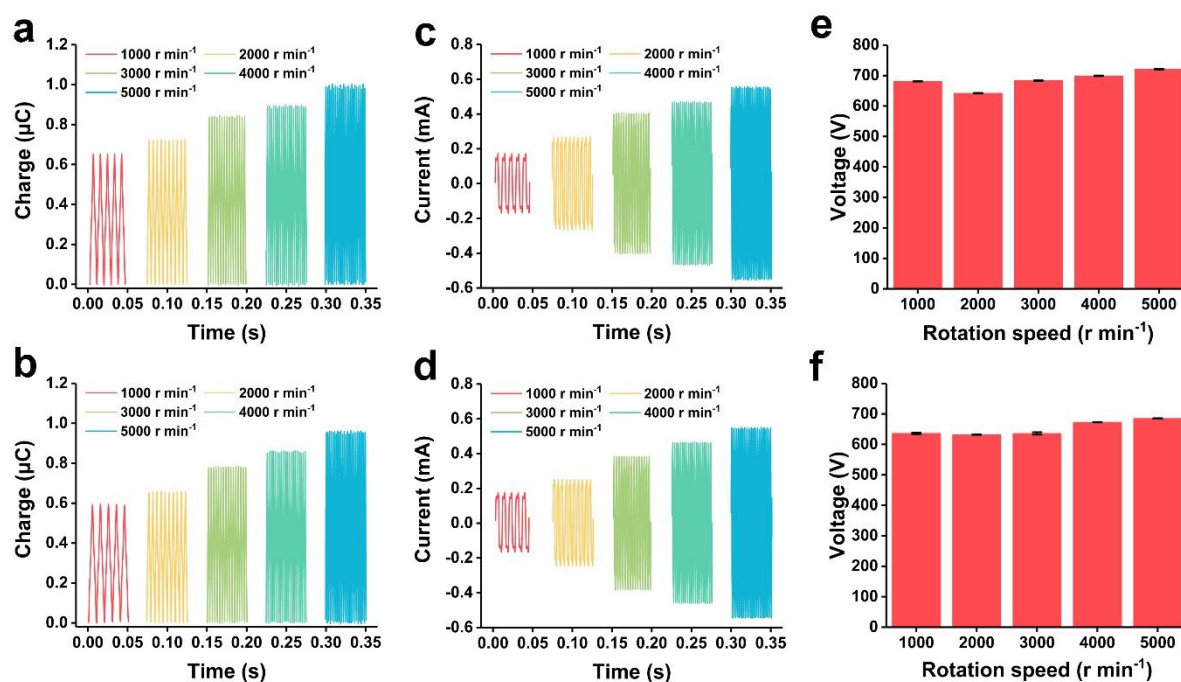 a
1.2
1.0
0.8
0.6
0.4
0.2
0.0
Charge (μC)
1000 r min⁻¹ 2000 r min⁻¹
3000 r min⁻¹ 4000 r min⁻¹
5000 r min⁻¹
0.00 0.05 0.10 0.15 0.20 0.25 0.30 0.35
Time (s)
c
0.8
0.6
0.4
0.2
0.0
-0.2
-0.4
-0.6
Current (mA)
1000 r min⁻¹ 2000 r min⁻¹
3000 r min⁻¹ 4000 r min⁻¹
5000 r min⁻¹
0.00 0.05 0.10 0.15 0.20 0.25 0.30 0.35
Time (s)
e
800
700
600
500
400
300
200
100
0
Voltage (V)
1000 2000 3000 4000 5000
Rotation speed (r min⁻¹)
b
1.2
1.0
0.8
0.6
0.4
0.2
0.0
Charge (μC)
1000 r min⁻¹ 2000 r min⁻¹
3000 r min⁻¹ 4000 r min⁻¹
5000 r min⁻¹
0.00 0.05 0.10 0.15 0.20 0.25 0.30 0.35
Time (s)
d
0.8
0.6
0.4
0.2
0.0
-0.2
-0.4
-0.6
Current (mA)
1000 r min⁻¹ 2000 r min⁻¹
3000 r min⁻¹ 4000 r min⁻¹
5000 r min⁻¹
0.00 0.05 0.10 0.15 0.20 0.25 0.30 0.35
Time (s)
f
800
700
600
500
400
300
200
100
0
Voltage (V)
1000 2000 3000 4000 5000
Rotation speed (r min⁻¹)